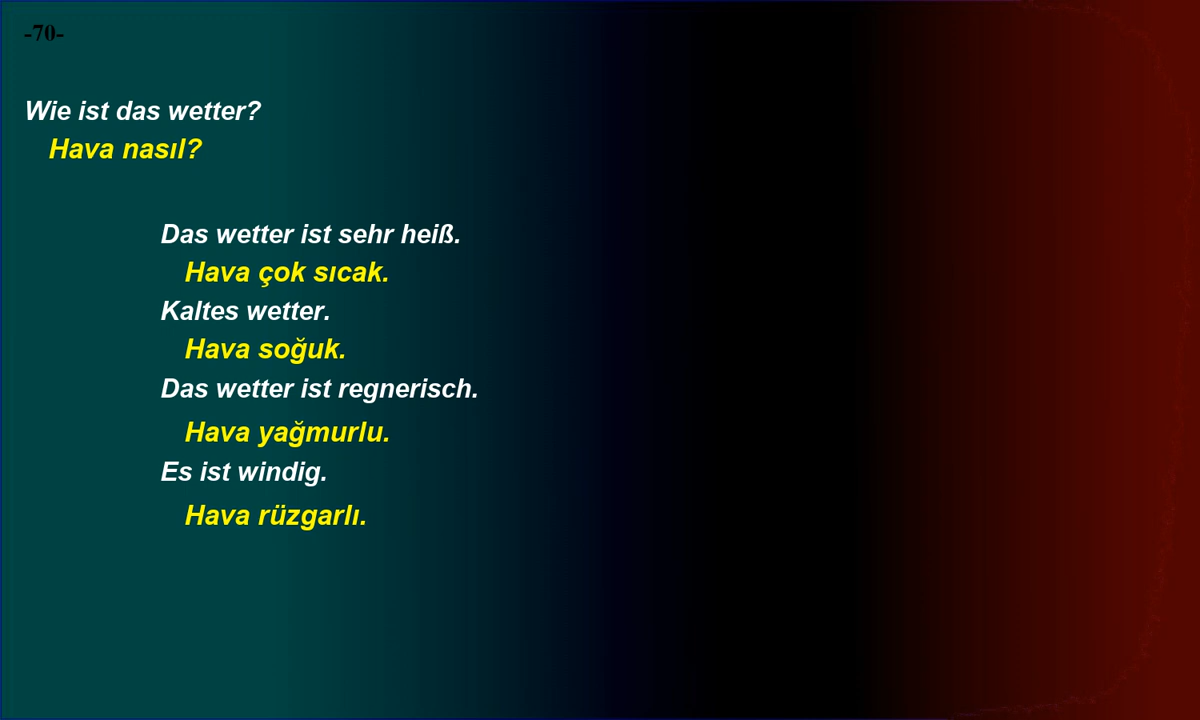 -70-
Wie ist das wetter?
Hava nasıl?
Das wetter ist sehr heiß.
Hava çok sıcak.
Kaltes wetter.
Hava soğuk.
Das wetter ist regnerisch.
Hava yağmurlu.
Es ist windig.
Hava rüzgarlı.